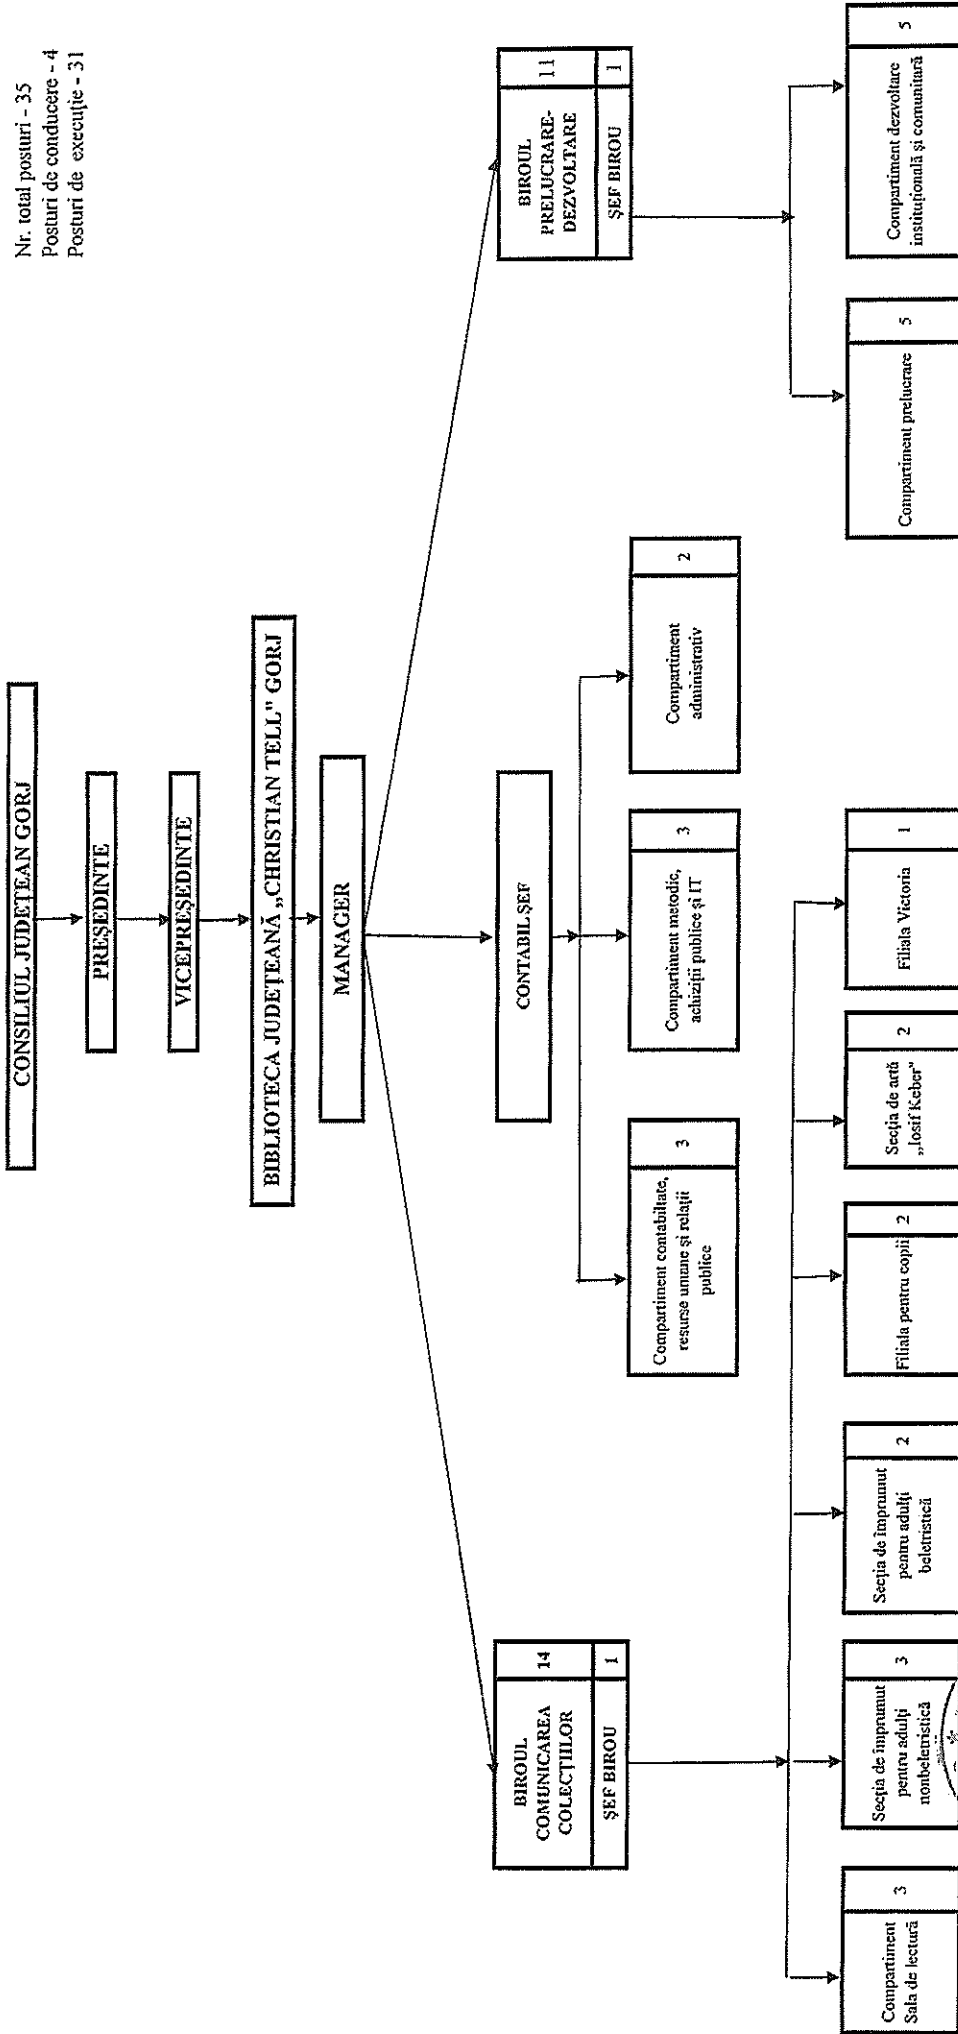 Nr. total posturi - 35
Posturi de conducere - 4
Posturi de execuţie - 31
CONSILIUL JUDEŢEAN GORJ
PREŞEDINTE
VICEPREŞEDINTE
BIBLIOTECA JUDEŢEANĂ „CHRISTIAN TELL" GORJ
MANAGER
BIROUL
COMUNICAREA
COLECŢIILOR
14
ŞEF BIROU
1
CONTABIL ŞEF
BIROUL
PRELUCRARE-
DEZVOLTARE
11
ŞEF BIROU
1
Compartiment contabilitate,
resurse umane şi relaţii
publice
3
Compartiment metodic,
achiziţii publice şi IT
3
Compartiment
administrativ
2
Compartiment
Sala de lectură
3
Secţia de împrumut
pentru adulţi
nonbeletristică
3
Secţia de împrumut
pentru adulţi
beletristică
2
Filiala pentru copii
2
Secţia de artă
„Iosif Keber"
2
Filiala Victoria
1
Compartiment prelucrare
5
Compartiment dezvoltare
instituţională şi comunitară
5